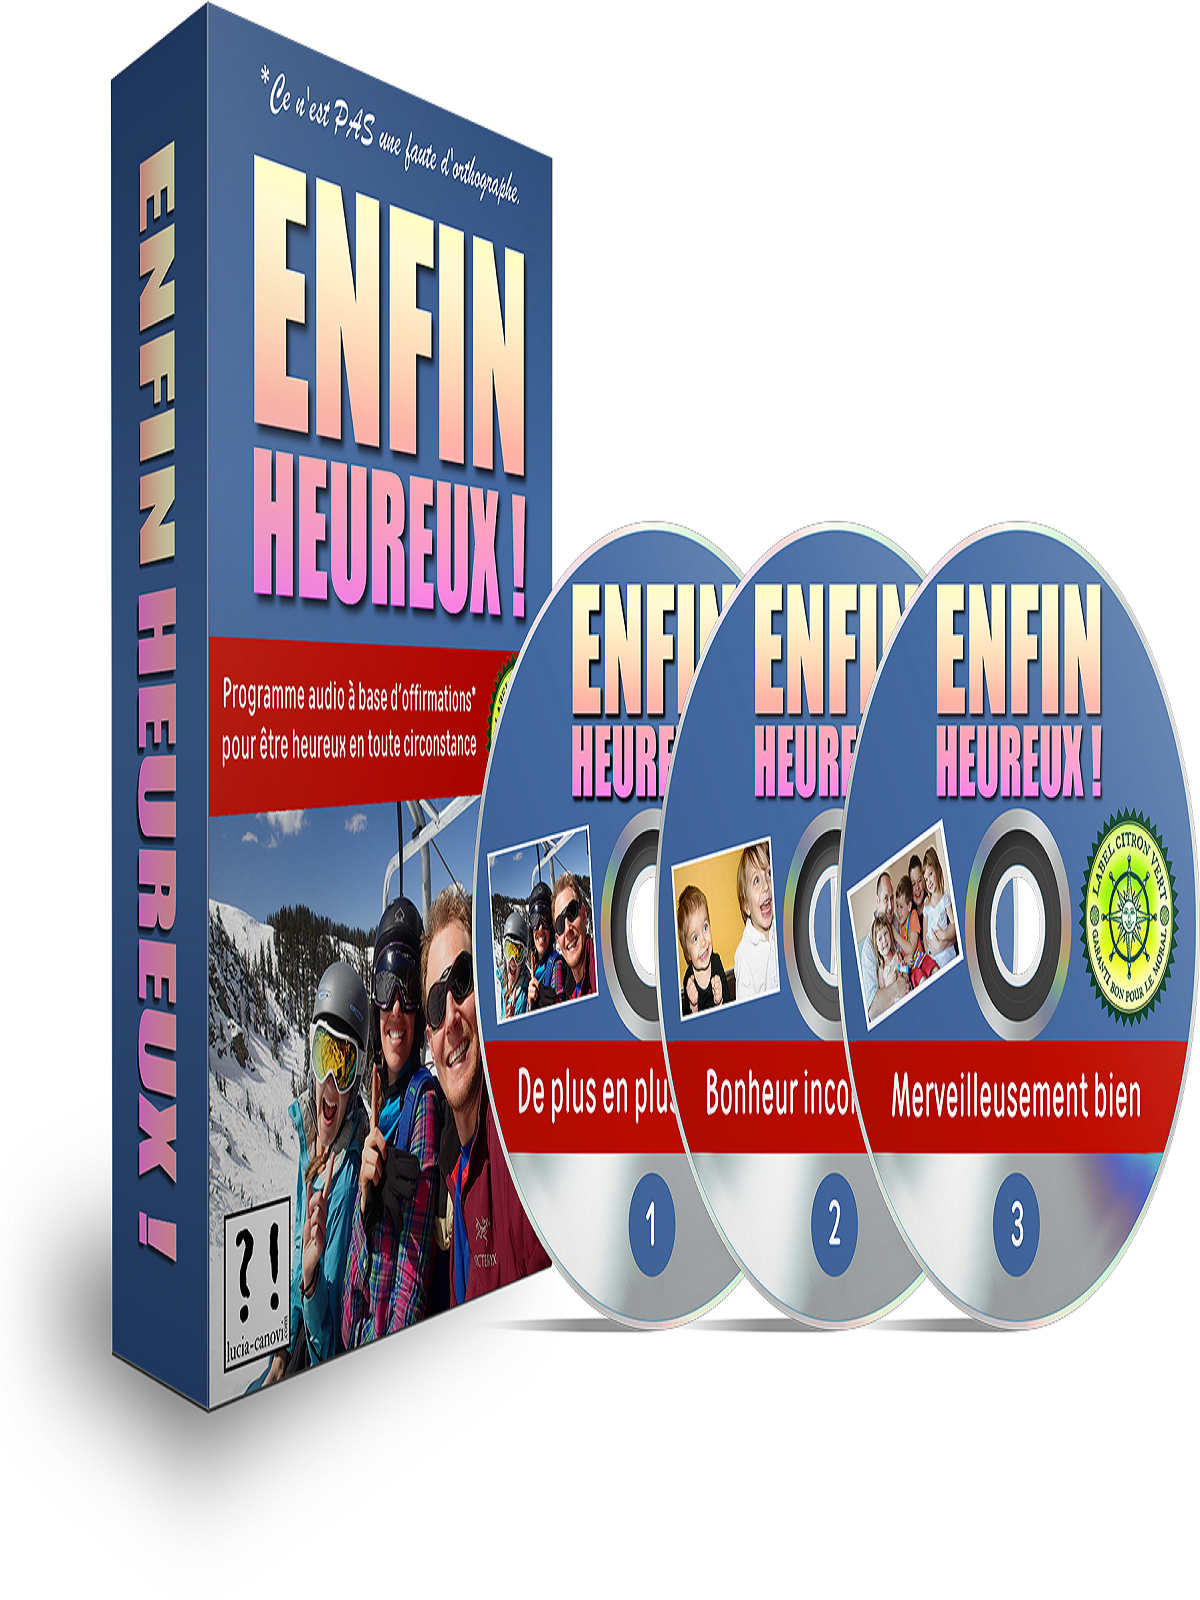 *Ce n'est PAS une faute d'orthographe.
ENFIN
HEUREUX !
Programme audio à base d'offirmations*
pour être heureux en toute circonstance
? !
lucia-canovi.com
ENFIN HEUREUX !
ENFIN
HEURE
De plus en plus
1
ENFIN
HEURE
Bonheur incon
2
ENFIN
HEUREUX !
LABEL CITRON VERT
GARANTI BON POUR LE MORAL
Merveilleusement bien
3